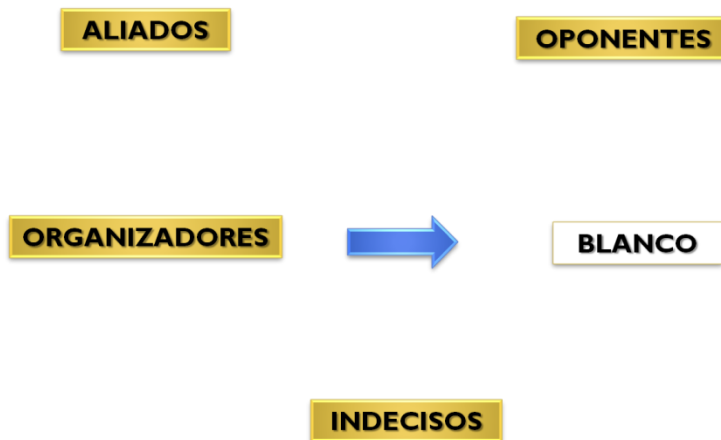 ALIADOS
OPONENTES
ORGANIZADORES
BLANCO
INDECISOS